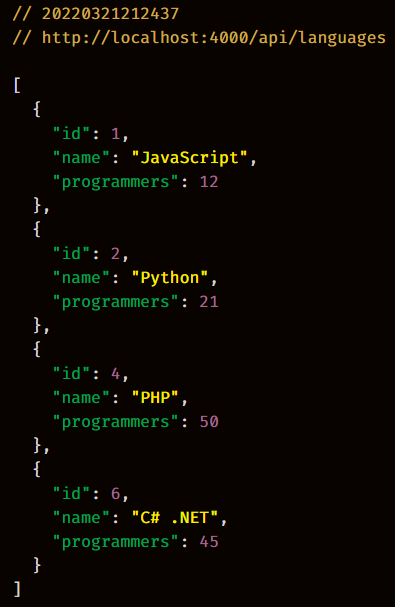 // 20220321212437
// http://localhost:4000/api/languages
[
  {
    "id": 1,
    "name": "JavaScript",
    "programmers": 12
  },
  {
    "id": 2,
    "name": "Python",
    "programmers": 21
  },
  {
    "id": 4,
    "name": "PHP",
    "programmers": 50
  },
  {
    "id": 6,
    "name": "C# .NET",
    "programmers": 45
  }
]